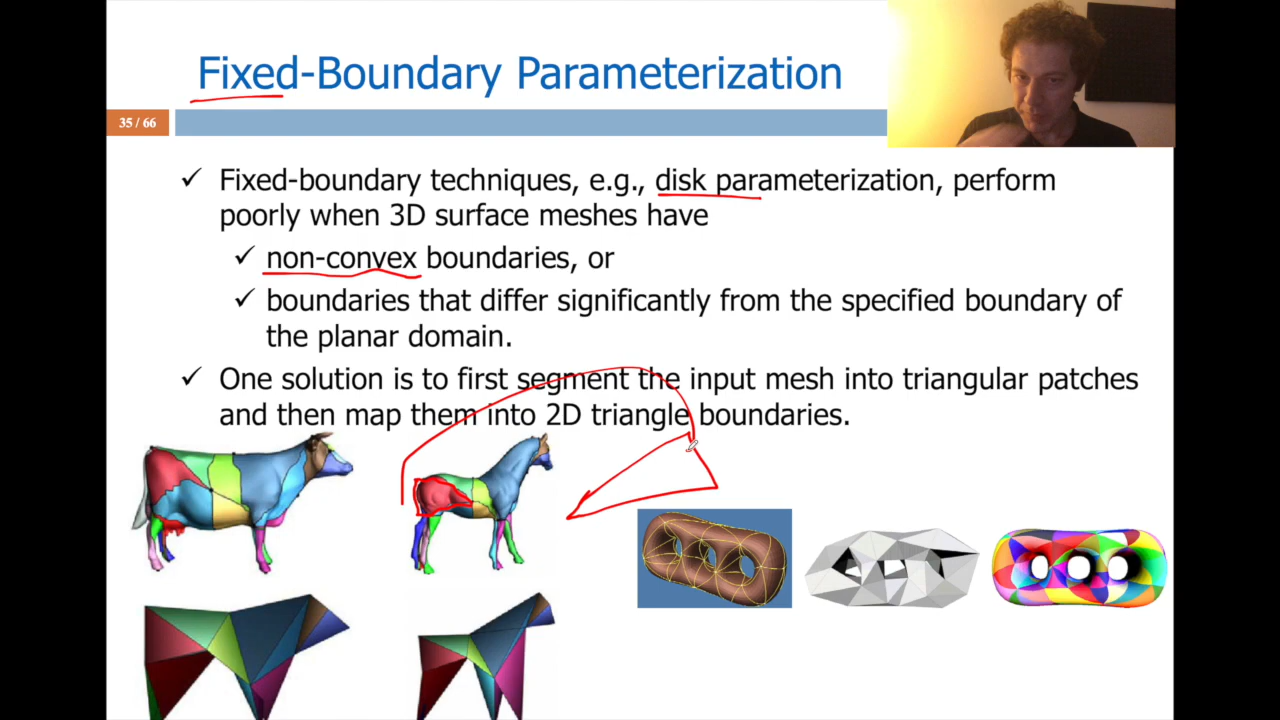 Fixed-Boundary Parameterization
35 / 66
✓ Fixed-boundary techniques, e.g., disk parameterization, perform
poorly when 3D surface meshes have
✓ non-convex boundaries, or
✓ boundaries that differ significantly from the specified boundary of
the planar domain.
✓ One solution is to first segment the input mesh into triangular patches
and then map them into 2D triangle boundaries.